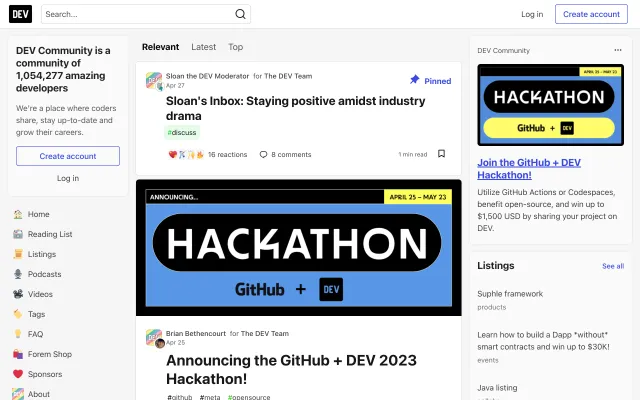 DEV
Search...
Log in
Create account
DEV Community is a
community of
1,054,277 amazing
developers
We're a place where coders
share, stay up-to-date and
grow their careers.
Create account
Log in
Home
Reading List
Listings
Podcasts
Videos
Tags
FAQ
Forem Shop
Sponsors
About
Relevant
Latest
Top
Sloan the DEV Moderator for The DEV Team
Apr 27
Pinned
Sloan's Inbox: Staying positive amidst industry
drama
#discuss
16 reactions
8 comments
1 min read
ANNOUNCING...
APRIL 25 – MAY 23
HACKATHON
GitHub + DEV
Brian Bethencourt for The DEV Team
Apr 25
Announcing the GitHub + DEV 2023
Hackathon!
#github #meta #opensource
DEV Community
APRIL 25 - MAY 23
HACKATHON
GitHub + DEV
Join the GitHub + DEV
Hackathon!
Utilize GitHub Actions or Codespaces,
benefit open-source, and win up to
$1,500 USD by sharing your project on
DEV.
Listings
See all
Suphle framework
products
Learn how to build a Dapp *without*
smart contracts and win up to $30K!
events
Java listing